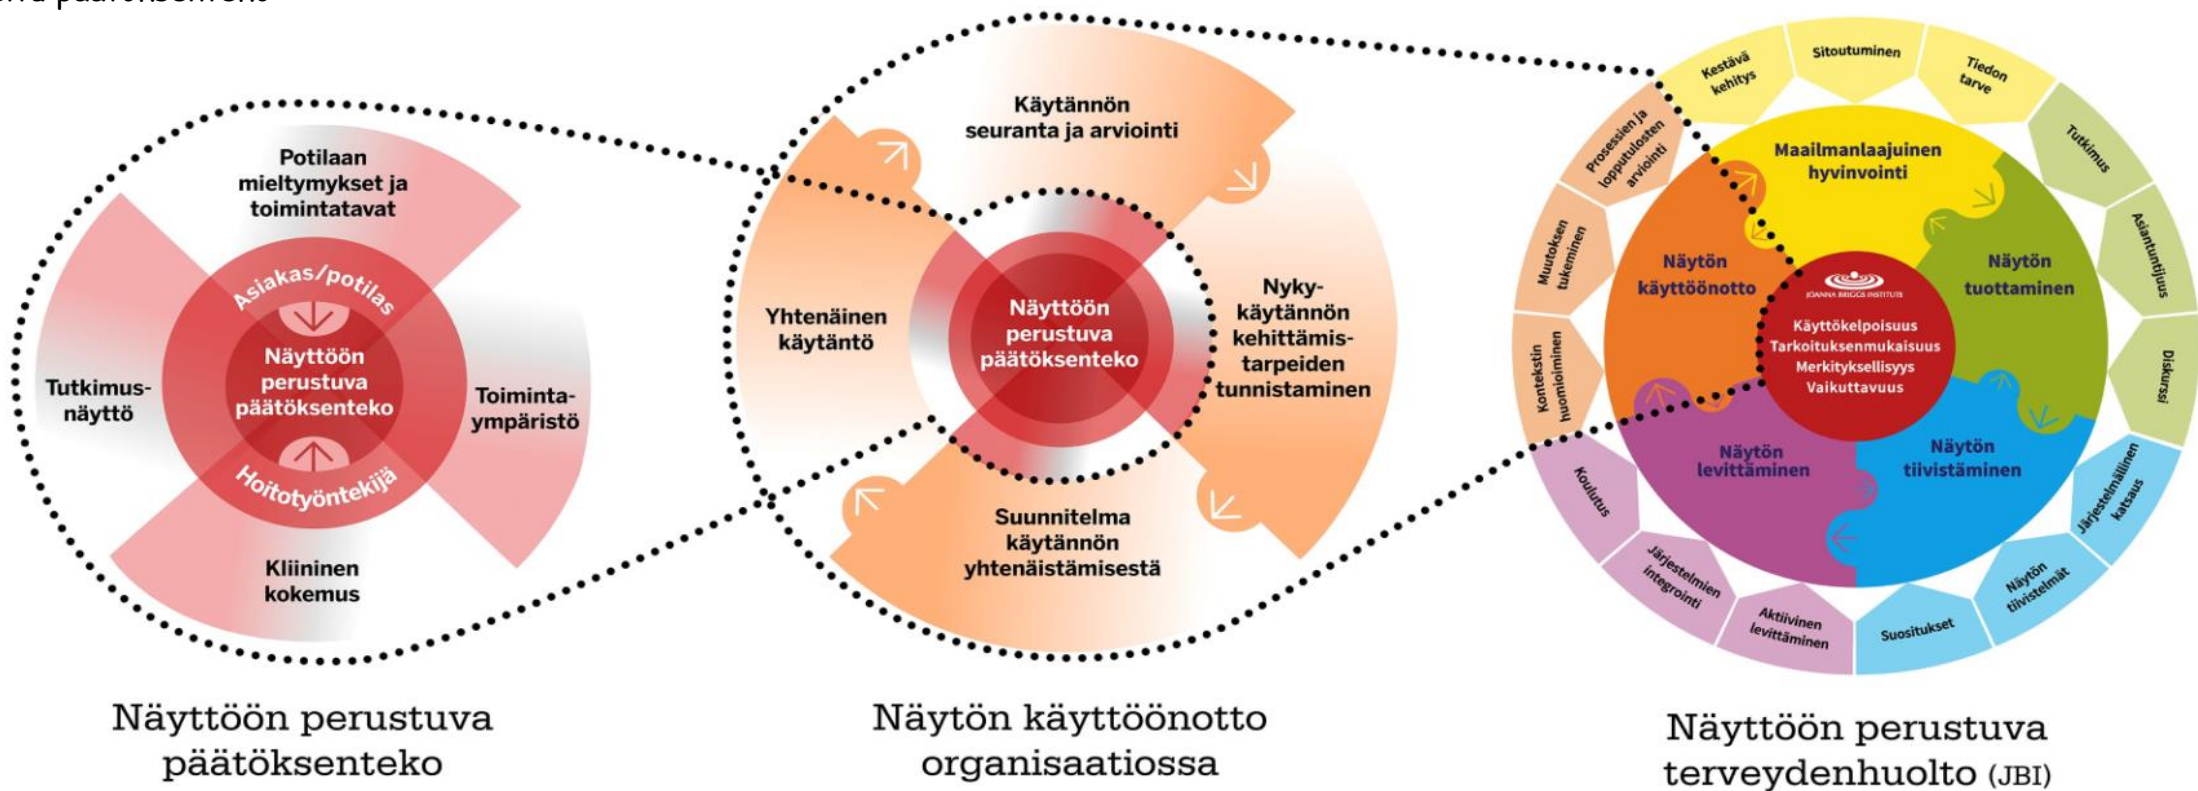 päätöksenteko
Potilaan
mieltymykset ja
toimintatavat
Asiakas/potilas
Näyttöön
perustuva
päätöksenteko
Tutkimus-
näyttö
Toiminta-
ympäristö
Hoitotyöntekijä
Kliininen
kokemus
Näyttöön perustuva
päätöksenteko
Käytännön
seuranta ja arviointi
Yhtenäinen
käytäntö
Näyttöön
perustuva
päätöksenteko
Nyky-
käytännön
kehittämis-
tarpeiden
tunnistaminen
Suunnitelma
käytännön
yhtenäistämisestä
Näytön käyttöönotto
organisaatiossa
Kestävä
kehitys
Sitoutuminen
Tiedon
tarve
Tutkimus
Asiantuntijuus
Diskurssi
Järjestelmällinen
katsaus
Näytön
tiivistelmät
Suositukset
Aktiivinen
levittäminen
Järjestelmien
integrointi
Koulutus
Kontekstin
huomioiminen
Muutoksen
tukeminen
Prosessien ja
lopputulosten
arviointi
Maailmanlaajuinen
hyvinvointi
Näytön
tuottaminen
Näytön
tiivistäminen
Näytön
levittäminen
Näytön
käyttöönotto
JOANNA BRIGGS INSTITUTE
Käyttökelpoisuus
Tarkoituksenmukaisuus
Merkityksellisyys
Vaikuttavuus
Näyttöön perustuva
terveydenhuolto (JBI)